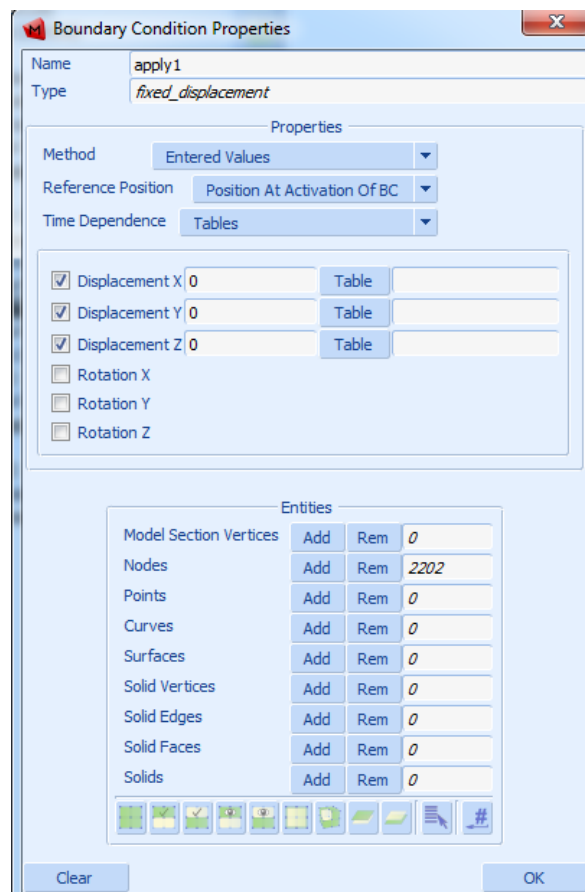 Boundary Condition Properties
Name apply1
Type fixed_displacement
Properties
Method Entered Values
Reference Position Position At Activation Of BC
Time Dependence Tables
Displacement X 0 Table
Displacement Y 0 Table
Displacement Z 0 Table
Rotation X
Rotation Y
Rotation Z
Entities
Model Section Vertices Add Rem 0
Nodes Add Rem 2202
Points Add Rem 0
Curves Add Rem 0
Surfaces Add Rem 0
Solid Vertices Add Rem 0
Solid Edges Add Rem 0
Solid Faces Add Rem 0
Solids Add Rem 0
#
Clear OK